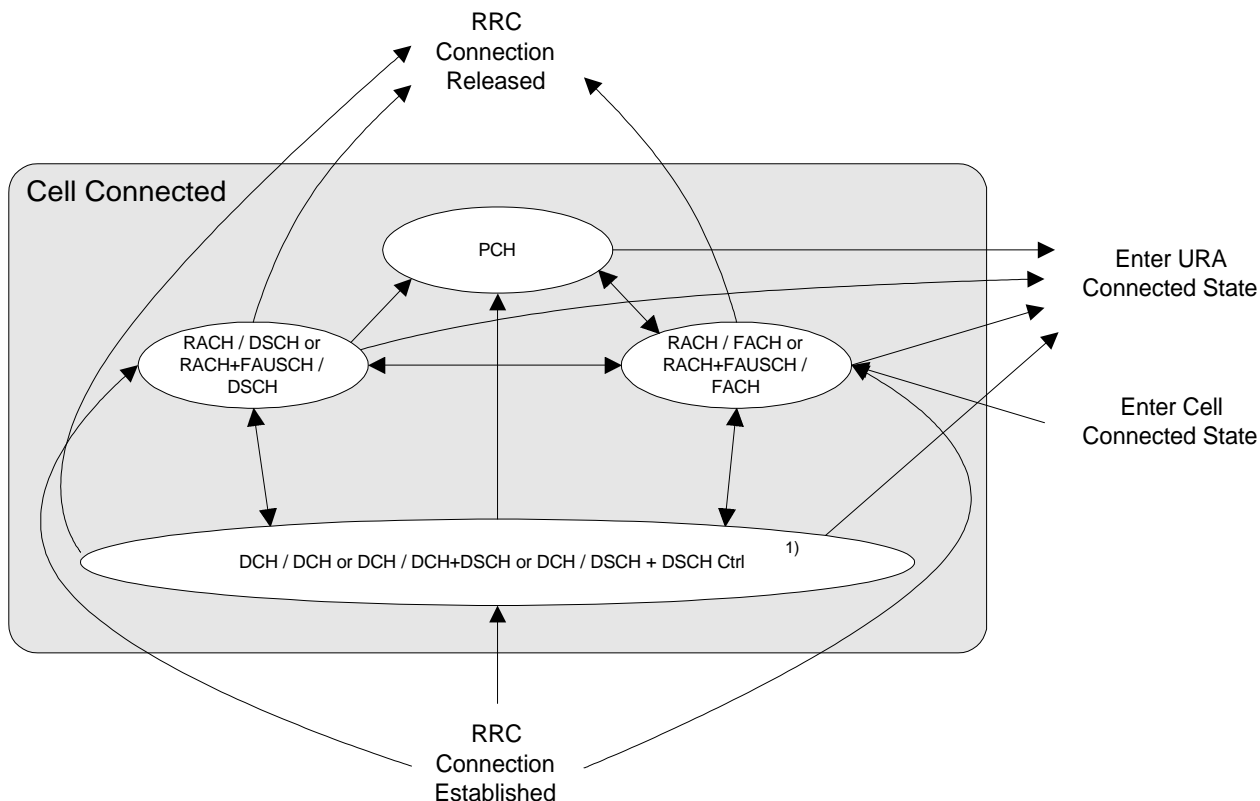 RRC
Connection
Released
Cell Connected
PCH
Enter URA
Connected State
RACH / DSCH or
RACH+FAUSCH /
DSCH
RACH / FACH or
RACH+FAUSCH /
FACH
Enter Cell
Connected State
DCH / DCH or DCH / DCH+DSCH or DCH / DSCH + DSCH Ctrl 1)
RRC
Connection
Established